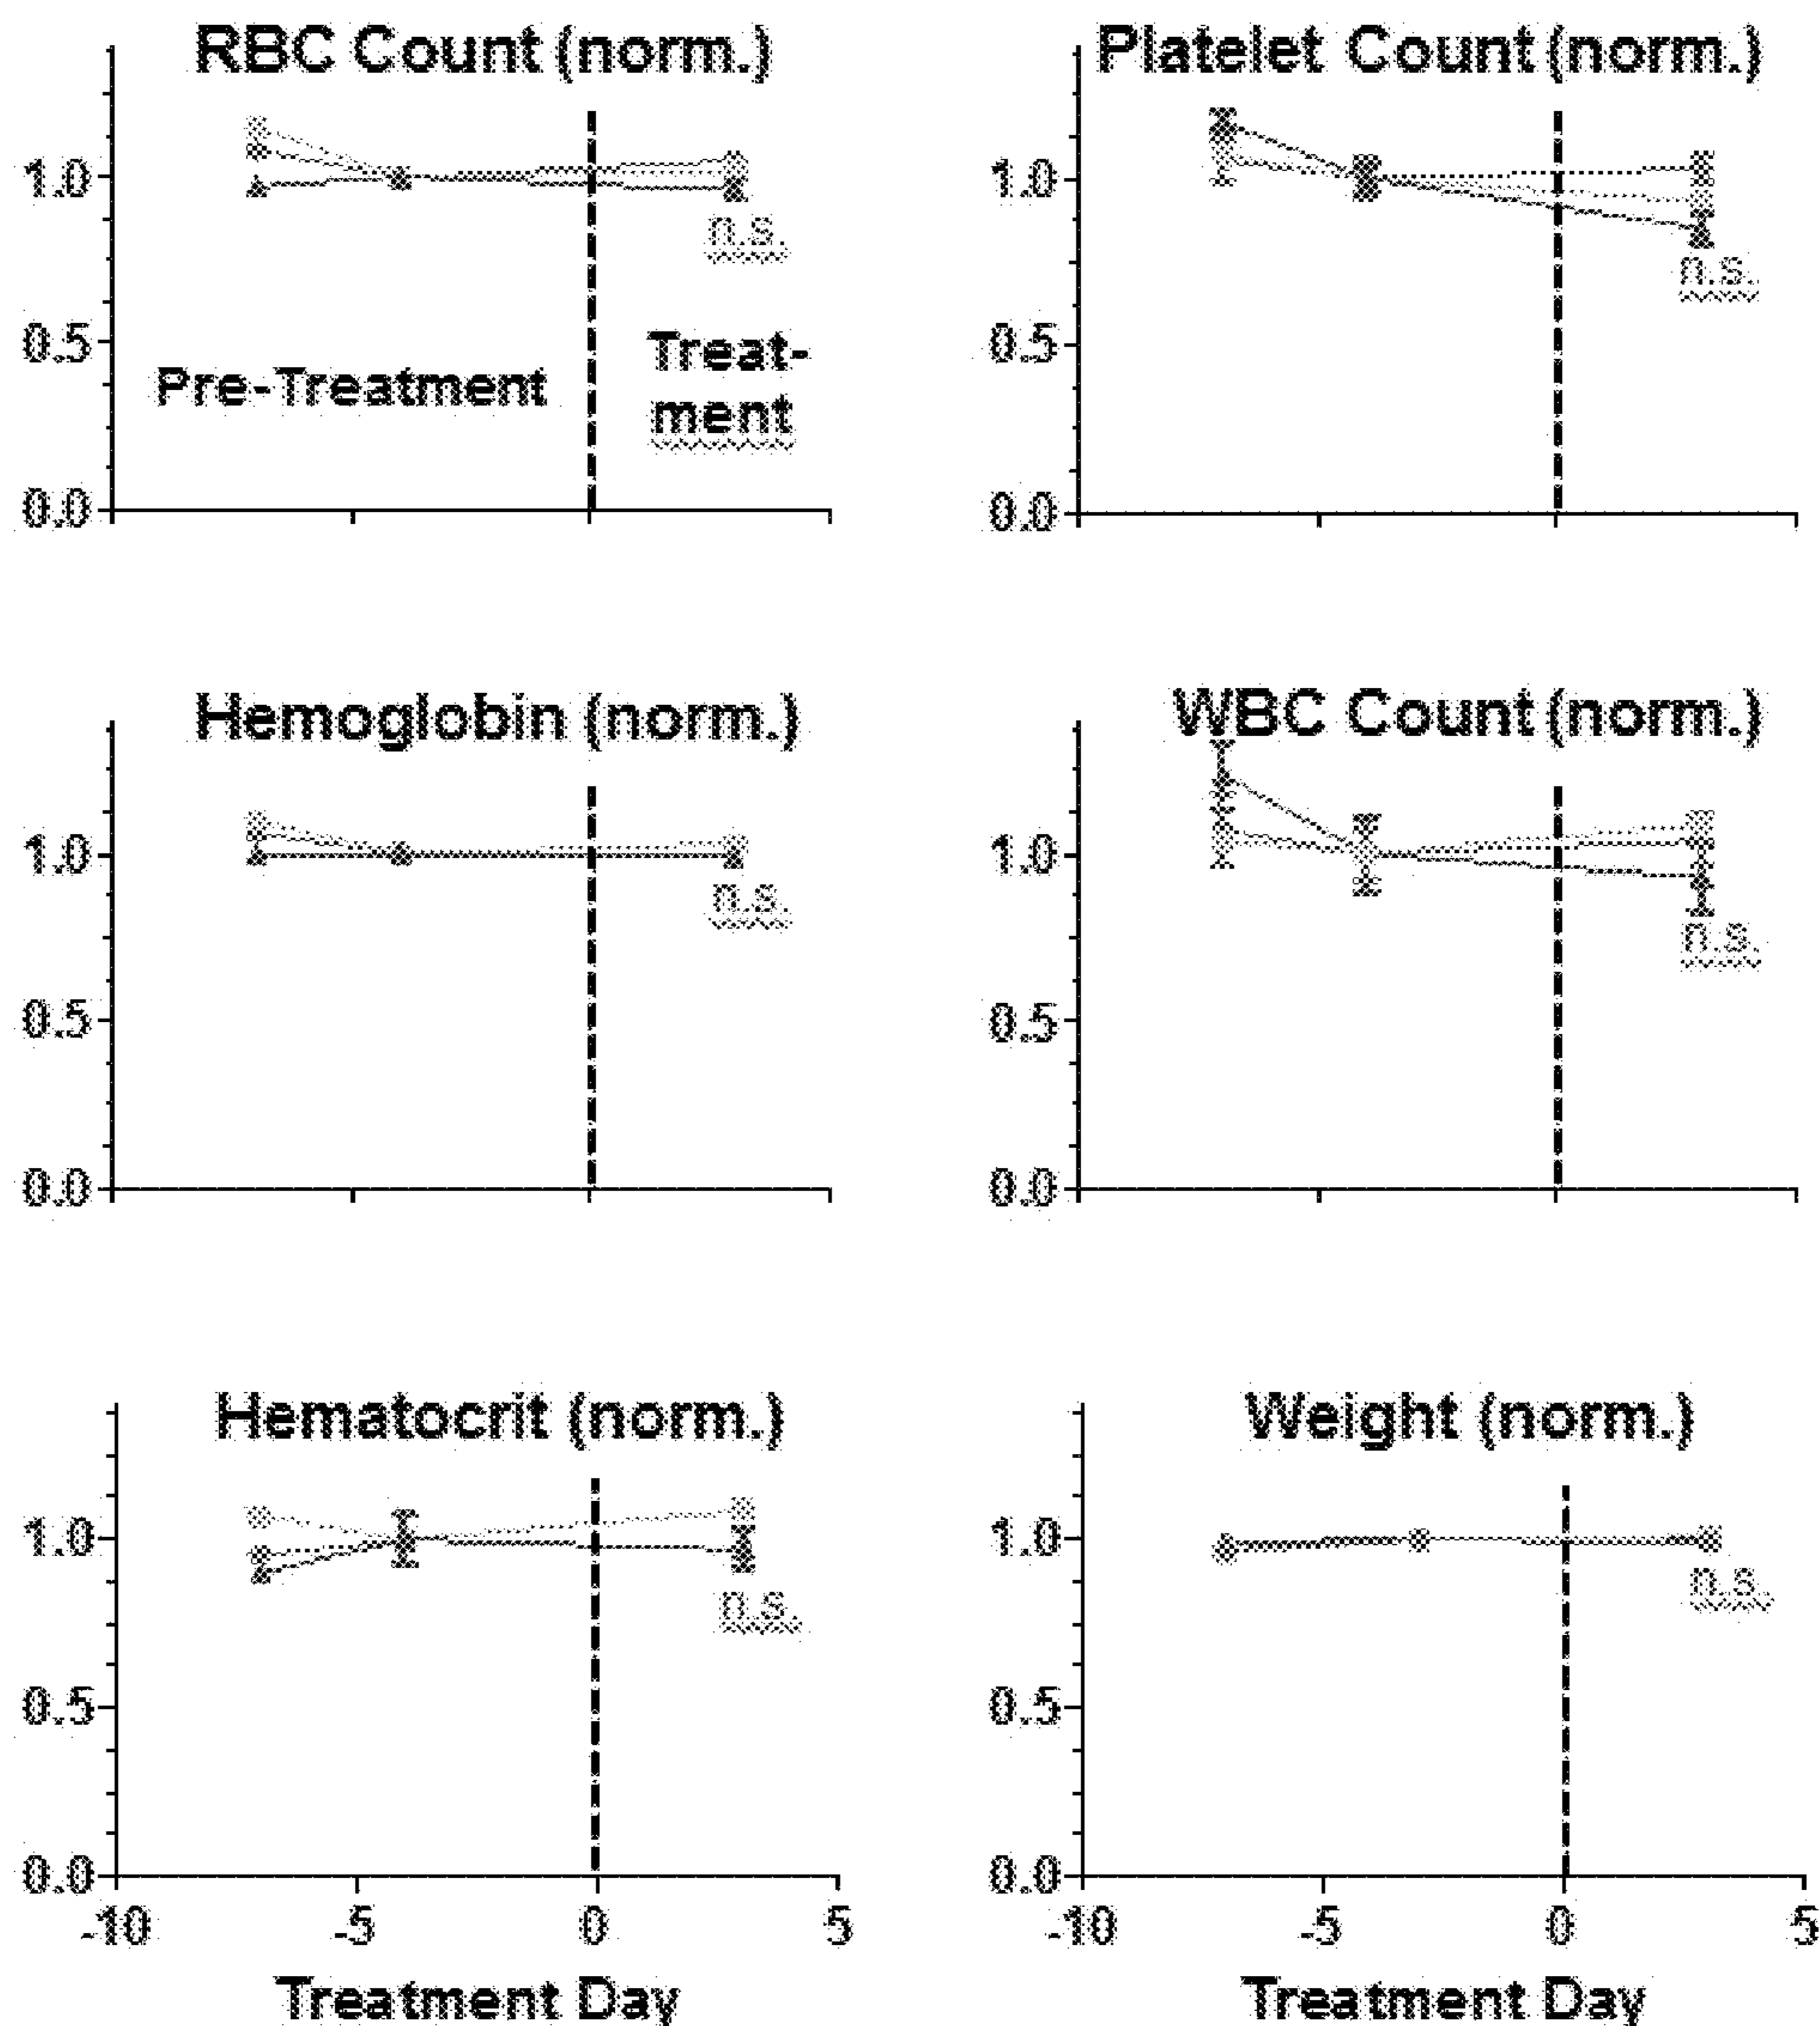 RBC Count (norm.)
1.0
0.5
0.0
Pre-Treatment
Treat-
ment
n.s.
Platelet Count (norm.)
1.0
0.5
0.0
n.s.
Hemoglobin (norm.)
1.0
0.5
0.0
n.s.
WBC Count (norm.)
1.0
0.5
0.0
n.s.
Hematocrit (norm.)
1.0
0.5
0.0
n.s.
-10 -5 0 5
Treatment Day
Weight (norm.)
1.0
0.5
0.0
n.s.
-10 -5 0 5
Treatment Day